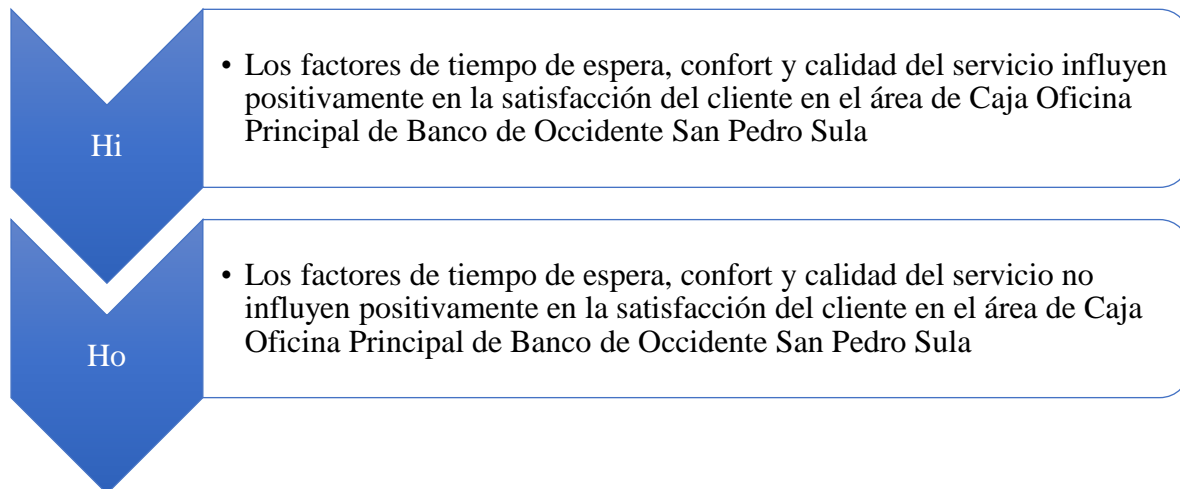 Hi
• Los factores de tiempo de espera, confort y calidad del servicio influyen
positivamente en la satisfacción del cliente en el área de Caja Oficina
Principal de Banco de Occidente San Pedro Sula
Ho
• Los factores de tiempo de espera, confort y calidad del servicio no
influyen positivamente en la satisfacción del cliente en el área de Caja
Oficina Principal de Banco de Occidente San Pedro Sula